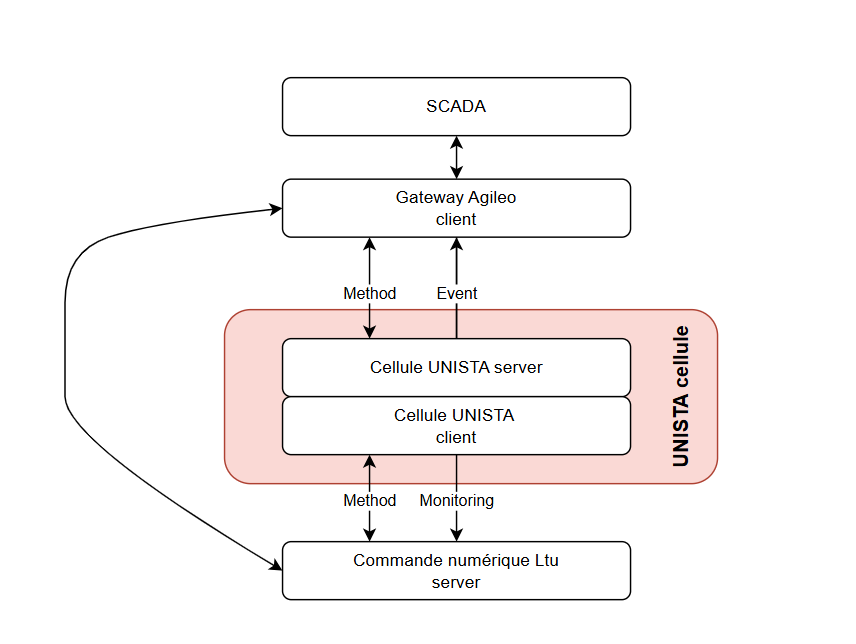 SCADA
Gateway Agileo
client
Method
Event
Cellule UNISTA server
Cellule UNISTA
client
UNISTA cellule
Method
Monitoring
Commande numérique Ltu
server